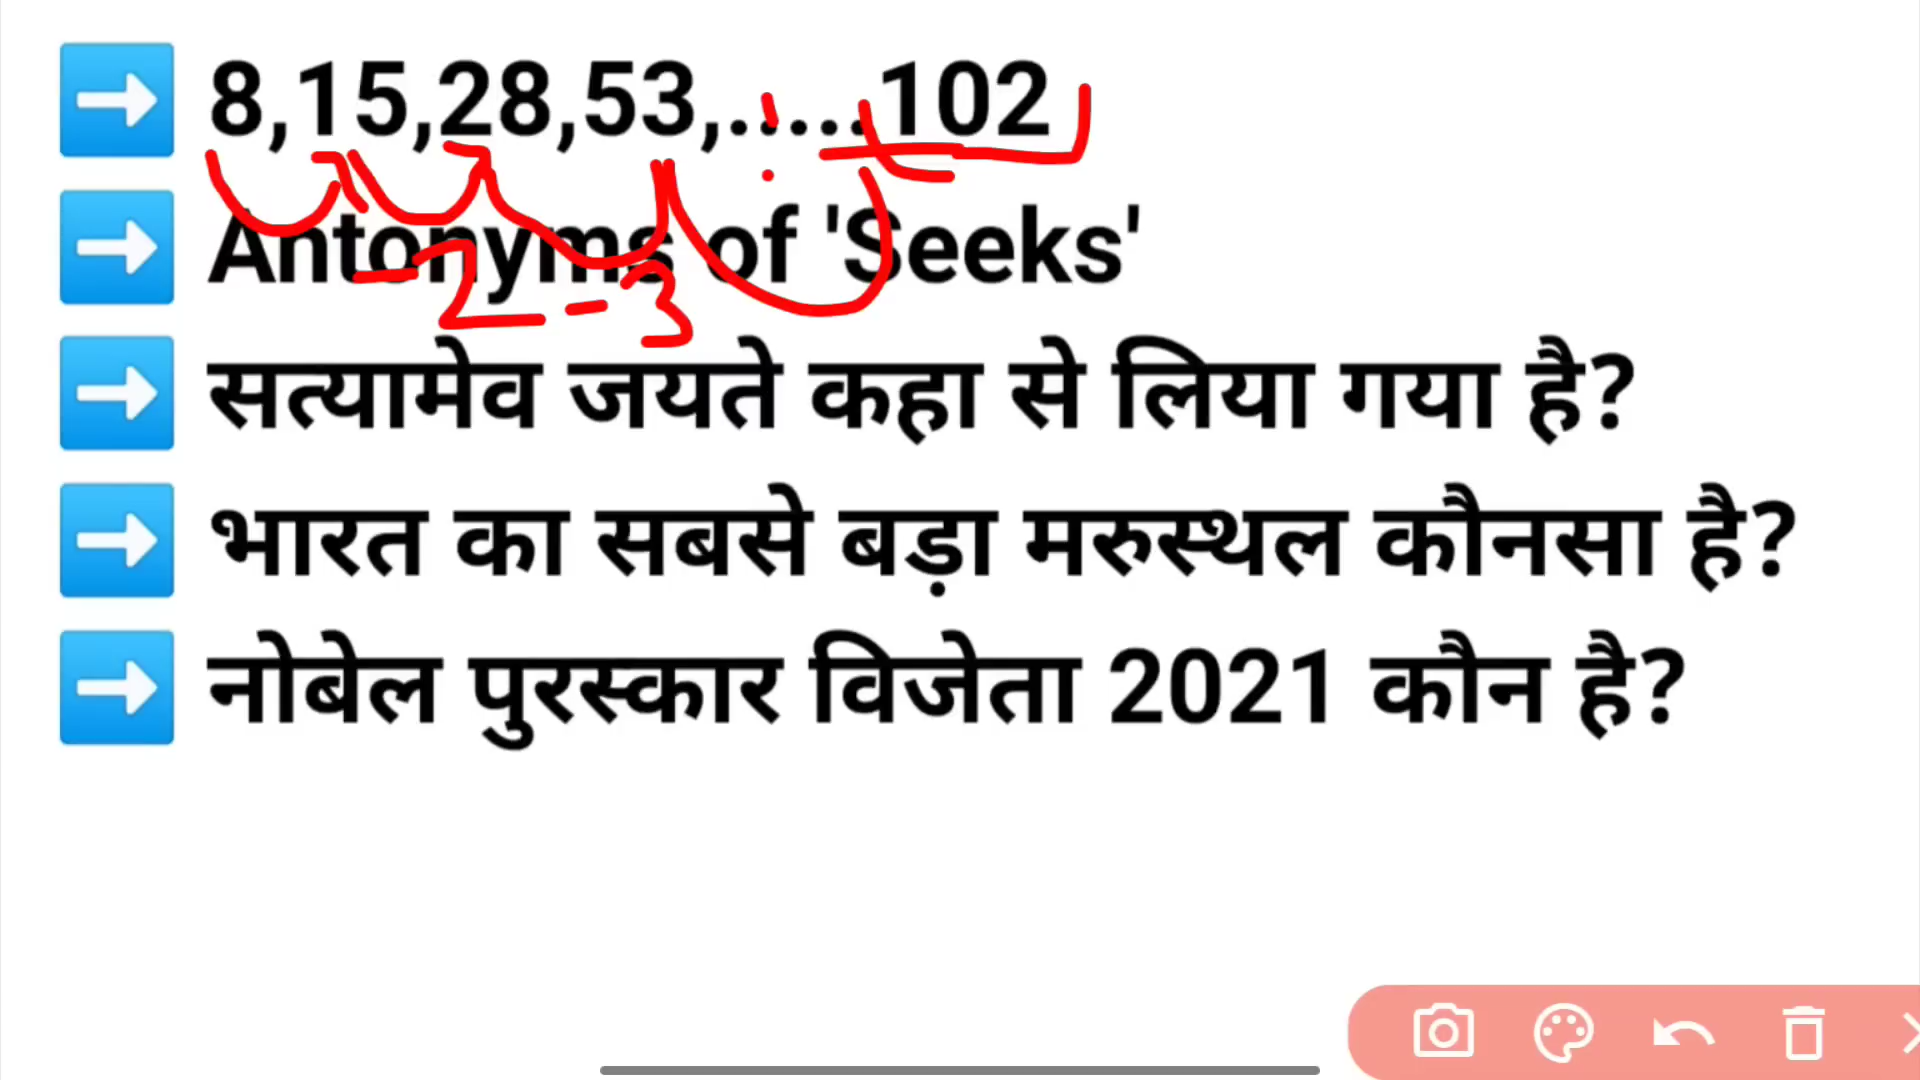 8,15,28,53,.....102
Antonyms of 'Seeks'
-2 -3
सत्यामेव जयते कहा से लिया गया है?
भारत का सबसे बड़ा मरुस्थल कौनसा है?
नोबेल पुरस्कार विजेता 2021 कौन है?